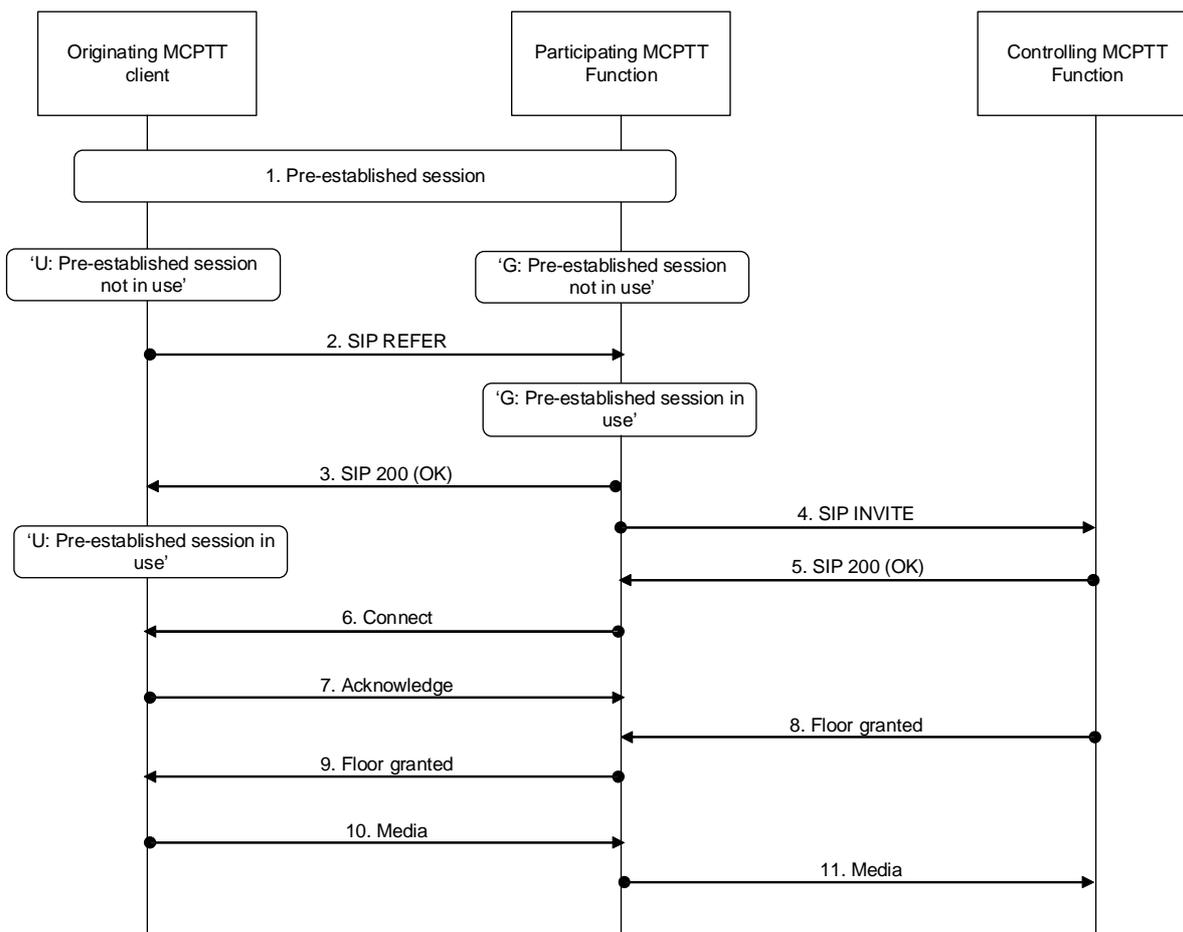 Originating MCPTT
client
Participating MCPTT
Function
Controlling MCPTT
Function
1. Pre-established session
‘U: Pre-established session
not in use’
‘G: Pre-established session
not in use’
2. SIP REFER
‘G: Pre-established session in
use’
3. SIP 200 (OK)
4. SIP INVITE
‘U: Pre-established session in
use’
5. SIP 200 (OK)
6. Connect
7. Acknowledge
8. Floor granted
9. Floor granted
10. Media
11. Media